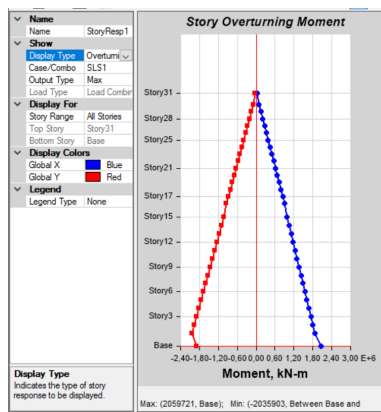 Name
Name StoryResp1
Show
Display Type Overtumi
Case/Combo SLS1
Output Type Max
Load Type Load Combin
Display For
Story Range All Stories
Top Story Story31
Bottom Story Base
Display Colors
Global X Blue
Global Y Red
Legend
Legend Type None
Display Type
Indicates the type of story
response to be displayed.
Story Overturning Moment
Story31
Story28
Story25
Story21
Story17
Story15
Story12
Story9
Story6
Story3
Base
-2,40 -1,80 -1,20 -0,60 0,00 0,60 1,20 1,80 2,40 3,00 E+6
Moment, kN-m
Max: (2059721, Base); Min: (-2035903, Between Base and